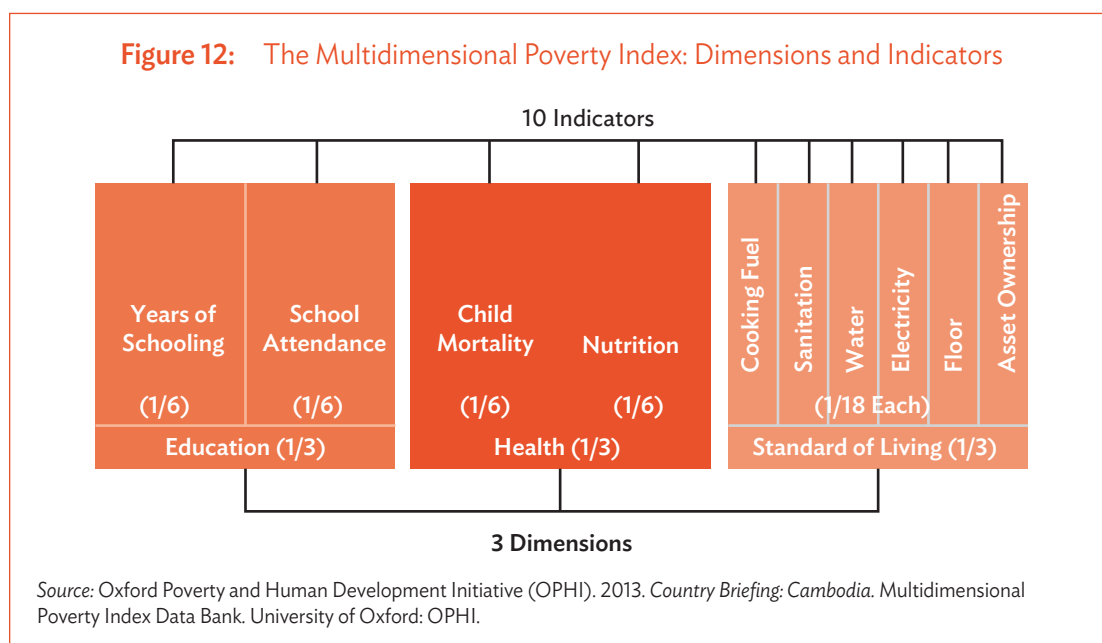 Figure 12: The Multidimensional Poverty Index: Dimensions and Indicators
10 Indicators
Years of
Schooling
(1/6)
School
Attendance
(1/6)
Education (1/3)
Child
Mortality
(1/6)
Nutrition
(1/6)
Health (1/3)
Cooking Fuel
Sanitation
Water
Electricity
Floor
Asset Ownership
(1/18 Each)
Standard of Living (1/3)
3 Dimensions
Source: Oxford Poverty and Human Development Initiative (OPHI). 2013. Country Briefing: Cambodia. Multidimensional
Poverty Index Data Bank. University of Oxford: OPHI.